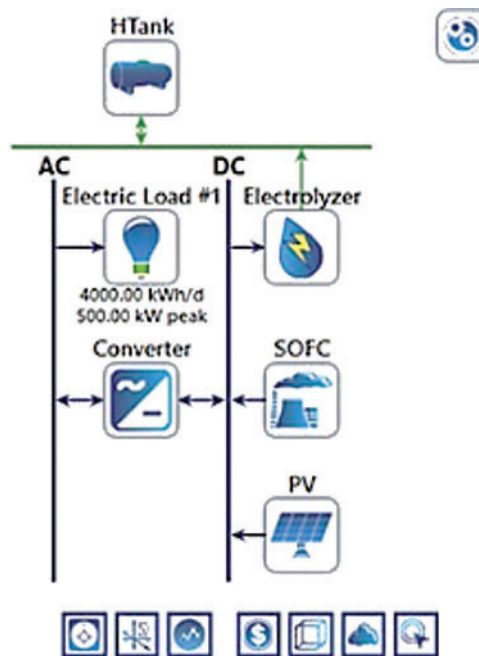 HTank
AC
DC
Electric Load #1
Electrolyzer
4000.00 kWh/d
500.00 kW peak
Converter
SOFC
PV